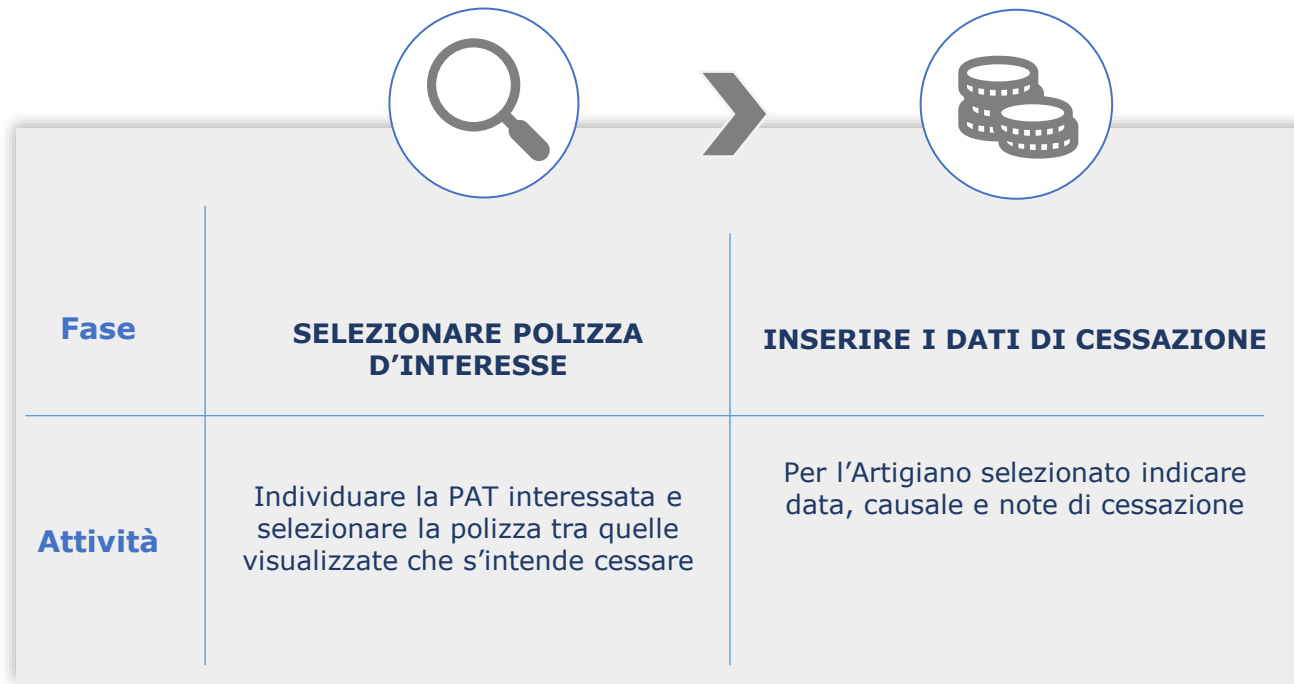 Fase
SELEZIONARE POLIZZA
D’INTERESSE
INSERIRE I DATI DI CESSAZIONE
Attività
Individuare la PAT interessata e
selezionare la polizza tra quelle
visualizzate che s’intende cessare
Per l’Artigiano selezionato indicare
data, causale e note di cessazione